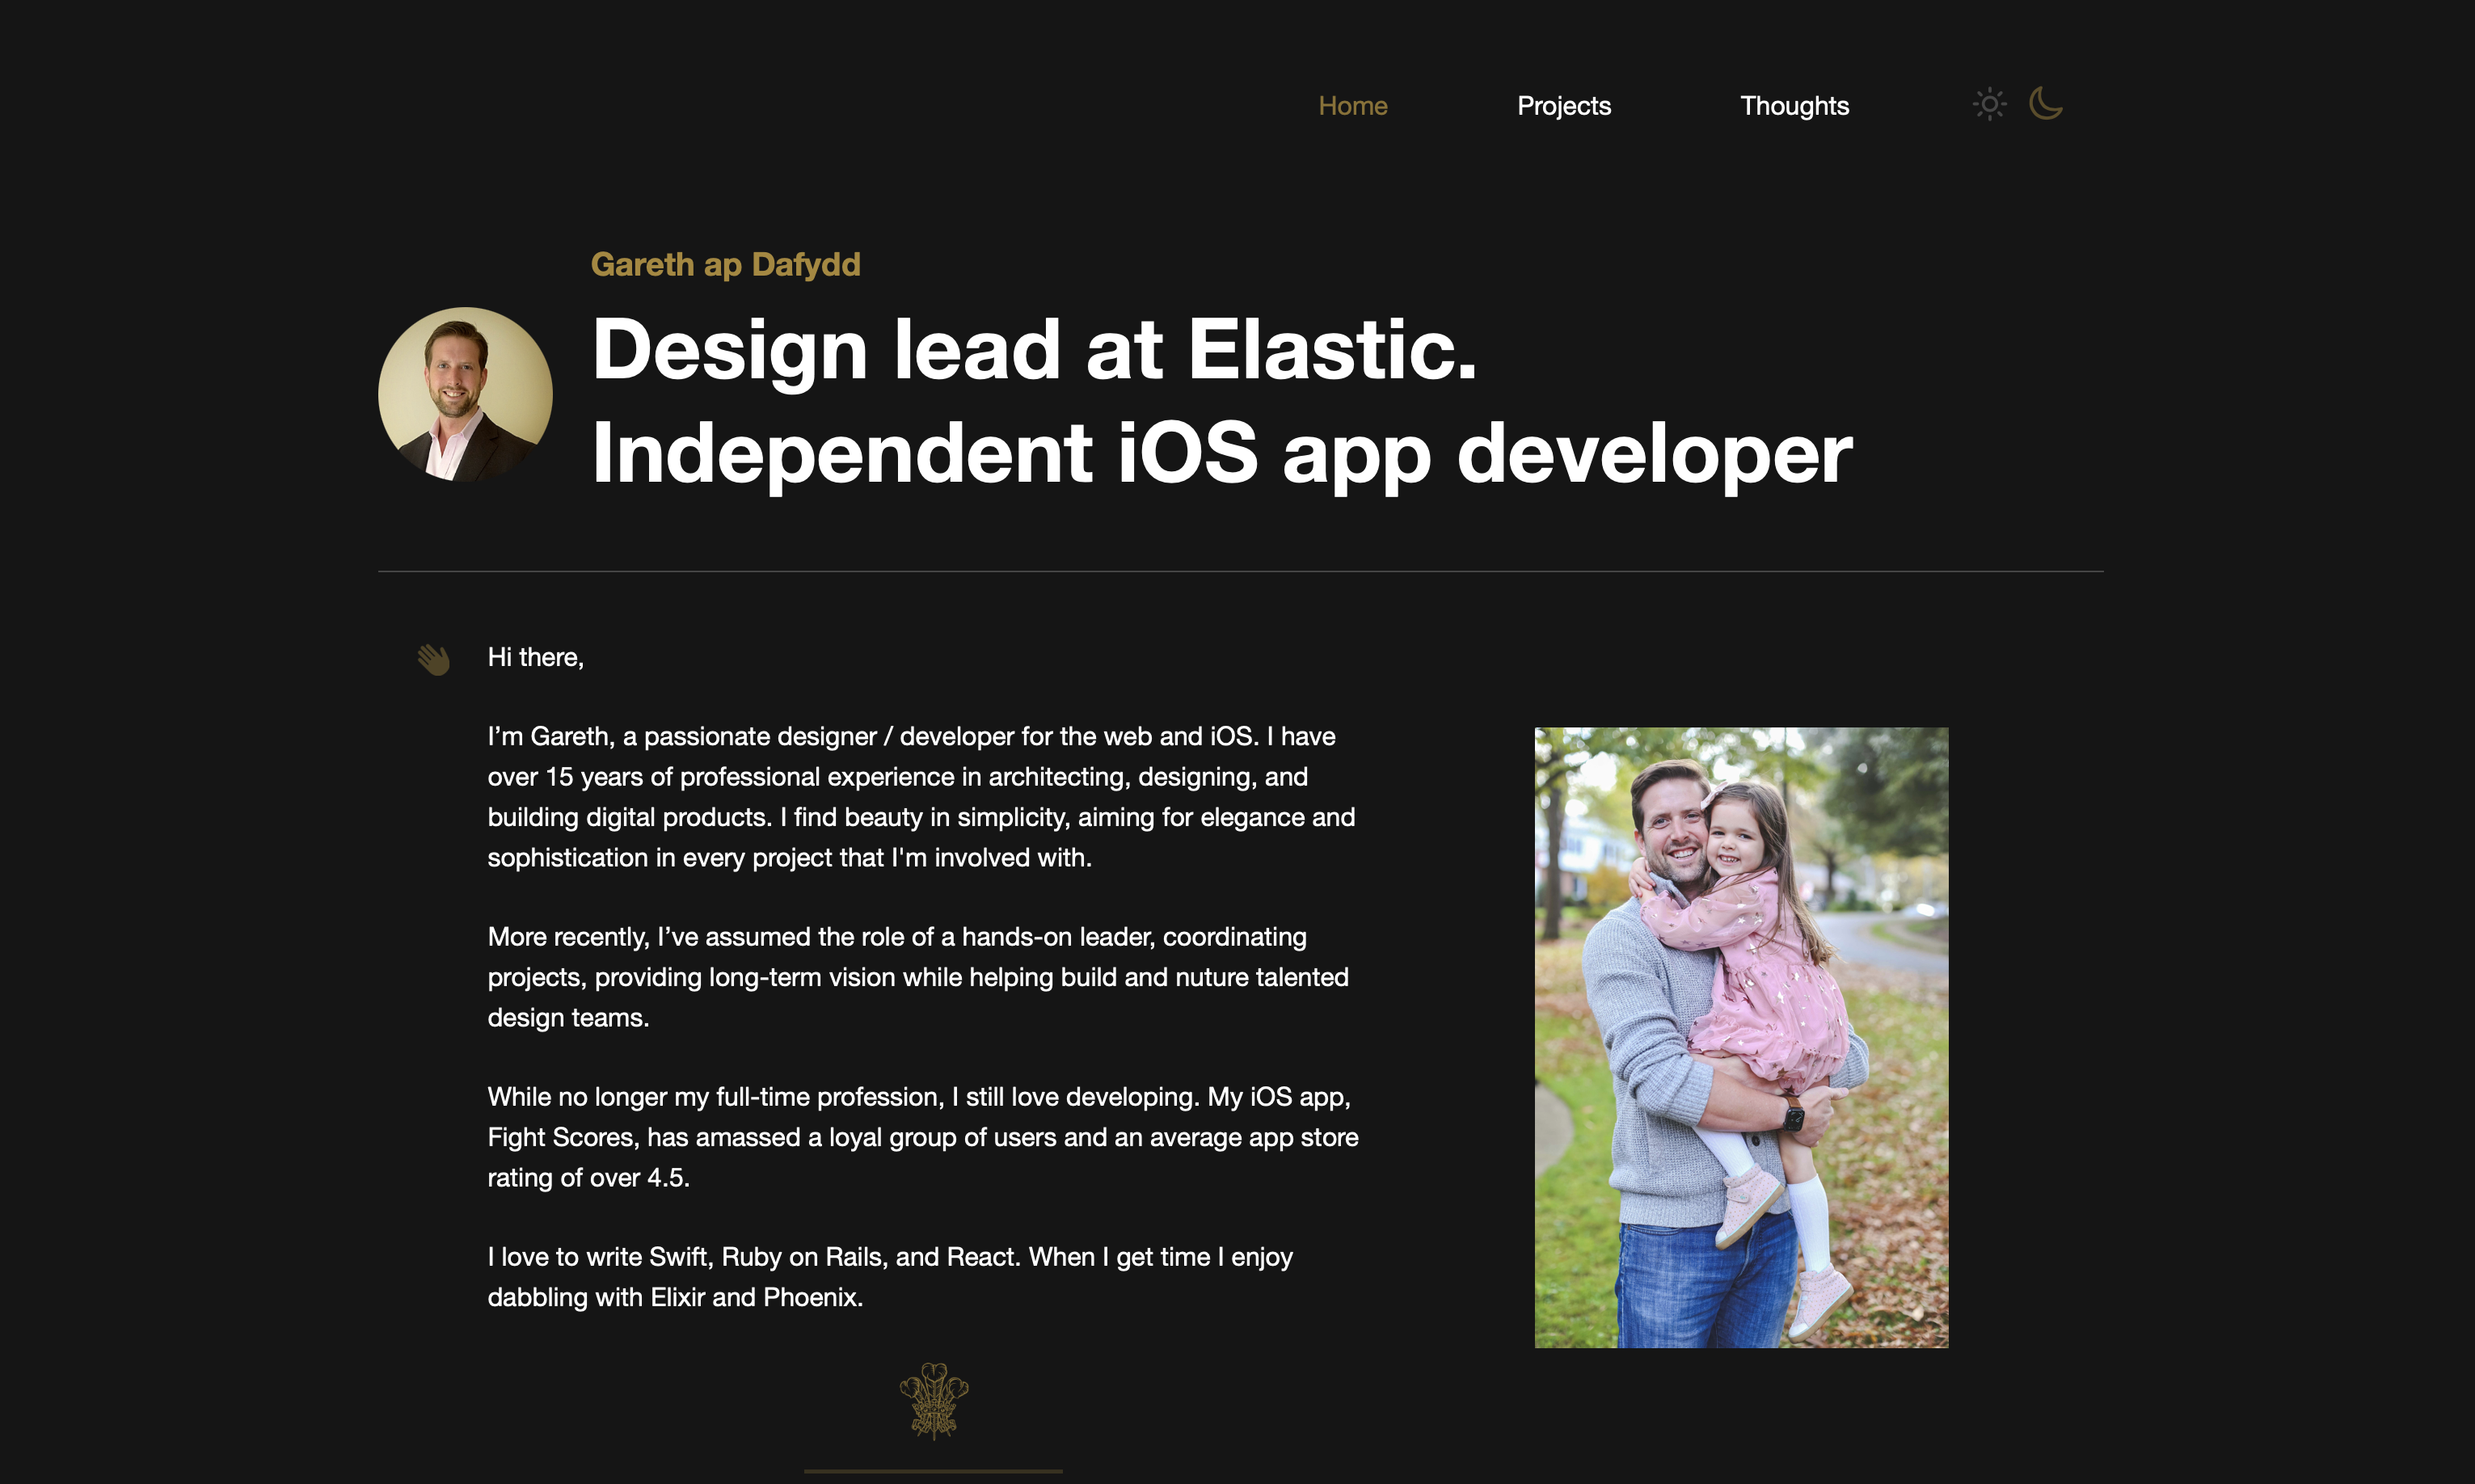 Home Projects Thoughts
Gareth ap Dafydd
Design lead at Elastic.
Independent iOS app developer
Hi there,
I’m Gareth, a passionate designer / developer for the web and iOS. I have
over 15 years of professional experience in architecting, designing, and
building digital products. I find beauty in simplicity, aiming for elegance and
sophistication in every project that I'm involved with.
More recently, I’ve assumed the role of a hands-on leader, coordinating
projects, providing long-term vision while helping build and nuture talented
design teams.
While no longer my full-time profession, I still love developing. My iOS app,
Fight Scores, has amassed a loyal group of users and an average app store
rating of over 4.5.
I love to write Swift, Ruby on Rails, and React. When I get time I enjoy
dabbling with Elixir and Phoenix.